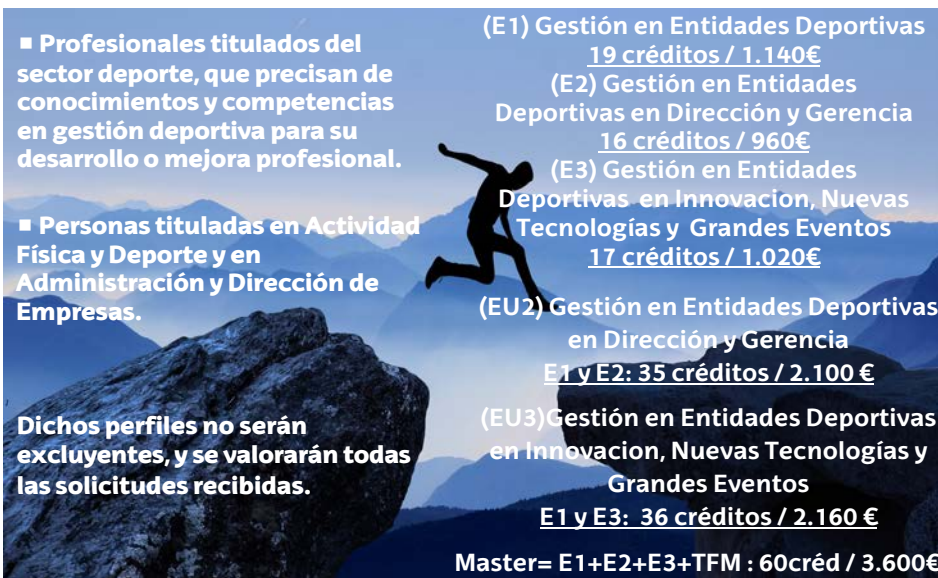 ▪ Profesionales titulados del
sector deporte, que precisan de
conocimientos y competencias
en gestión deportiva para su
desarrollo o mejora profesional.
▪ Personas tituladas en Actividad
Física y Deporte y en
Administración y Dirección de
Empresas.
Dichos perfiles no serán
excluyentes, y se valorarán todas
las solicitudes recibidas.
(E1) Gestión en Entidades Deportivas
19 créditos / 1.140€
(E2) Gestión en Entidades
Deportivas en Dirección y Gerencia
16 créditos / 960€
(E3) Gestión en Entidades
Deportivas en Innovacion, Nuevas
Tecnologías y Grandes Eventos
17 créditos / 1.020€
(EU2) Gestión en Entidades Deportivas
en Dirección y Gerencia
E1 y E2: 35 créditos / 2.100 €
(EU3)Gestión en Entidades Deportivas
en Innovacion, Nuevas Tecnologías y
Grandes Eventos
E1 y E3: 36 créditos / 2.160 €
Master= E1+E2+E3+TFM : 60créd / 3.600€